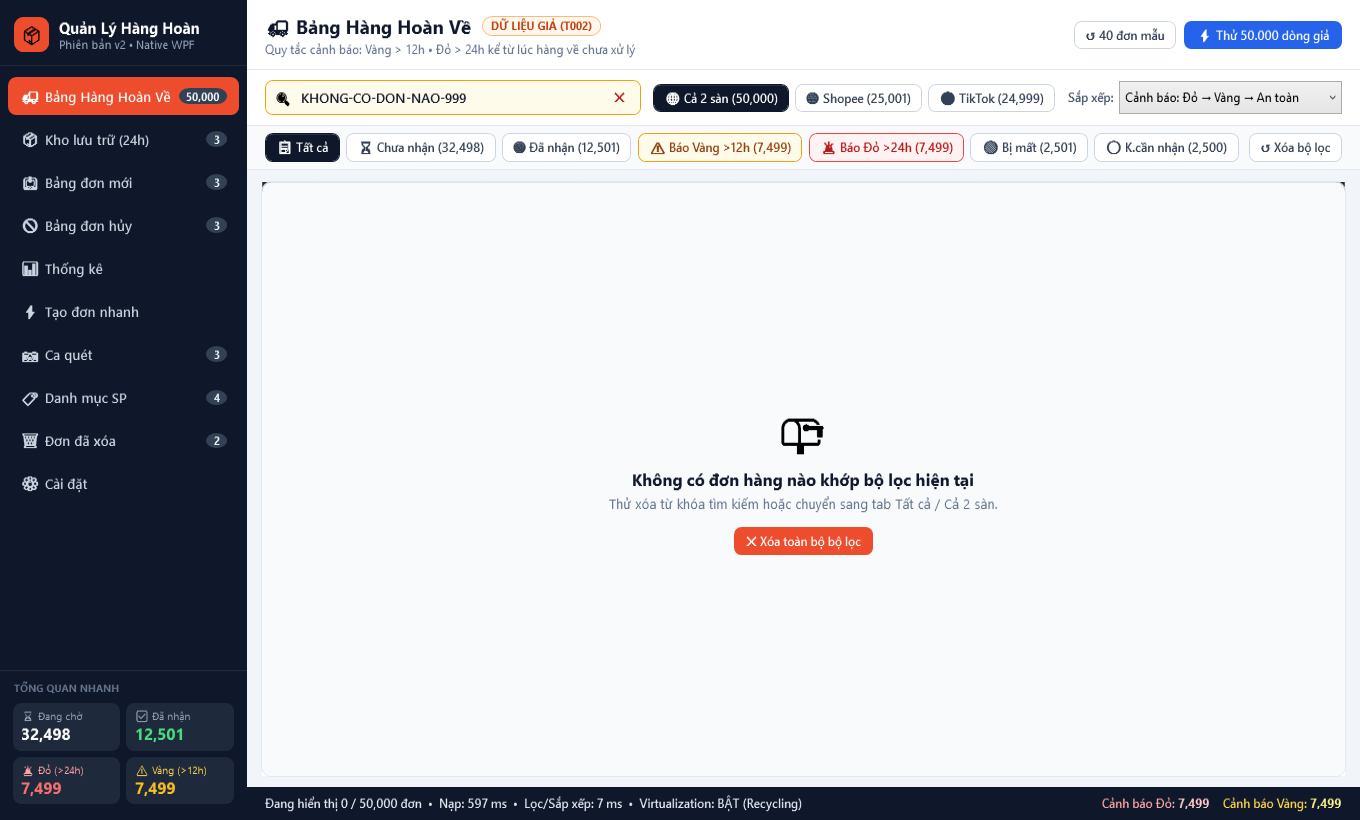 Quản Lý Hàng Hoàn
Phiên bản v2 • Native WPF
Bảng Hàng Hoàn Về 50,000
Kho lưu trữ (24h) 3
Bảng đơn mới 3
Bảng đơn hủy 3
Thống kê
Tạo đơn nhanh
Ca quét 3
Danh mục SP 4
Đơn đã xóa 2
Cài đặt
TỔNG QUAN NHANH
Đang chờ
32,498
Đã nhận
12,501
Đỏ (>24h)
7,499
Vàng (>12h)
7,499
Bảng Hàng Hoàn Về DỮ LIỆU GIẢ (T002)
Quy tắc cảnh báo: Vàng > 12h • Đỏ > 24h kể từ lúc hàng về chưa xử lý
↺ 40 đơn mẫu
Thử 50.000 dòng giả
KHONG-CO-DON-NAO-999
Cả 2 sàn (50,000)
Shopee (25,001)
TikTok (24,999)
Sắp xếp: Cảnh báo: Đỏ → Vàng → An toàn
Tất cả
Chưa nhận (32,498)
Đã nhận (12,501)
Báo Vàng >12h (7,499)
Báo Đỏ >24h (7,499)
Bị mất (2,501)
K.cần nhận (2,500)
↺ Xóa bộ lọc
Không có đơn hàng nào khớp bộ lọc hiện tại
Thử xóa từ khóa tìm kiếm hoặc chuyển sang tab Tất cả / Cả 2 sàn.
Xóa toàn bộ bộ lọc
Đang hiển thị 0 / 50,000 đơn • Nạp: 597 ms • Lọc/Sắp xếp: 7 ms • Virtualization: BẬT (Recycling)
Cảnh báo Đỏ: 7,499 Cảnh báo Vàng: 7,499